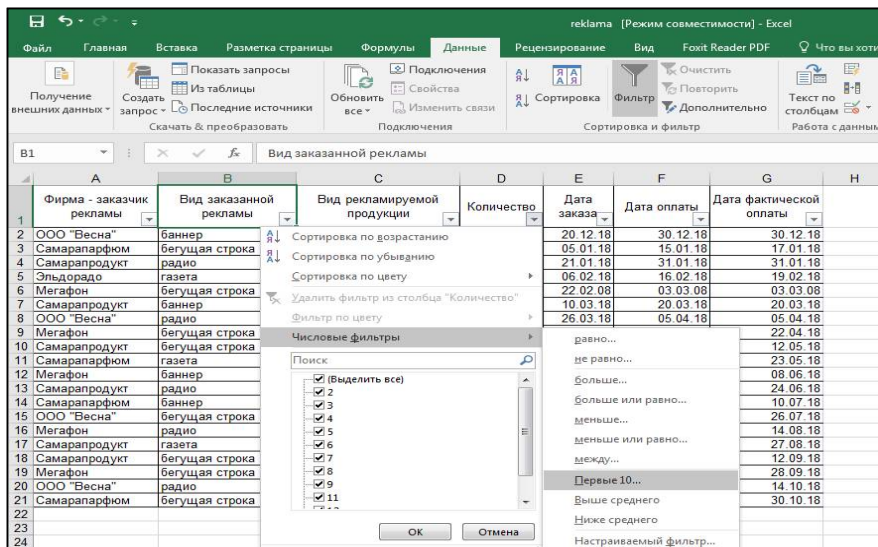 reklama [Режим совместимости] - Excel
Файл Главная Вставка Разметка страницы Формулы Данные Рецензирование Вид Foxit Reader PDF Что вы хоти
Получение внешних данных
Создать запрос
Показать запросы
Из таблицы
Последние источники
Скачать & преобразовать
Обновить все
Подключения
Свойства
Изменить связи
Подключения
Сортировка
Фильтр
Очистить
Повторить
Дополнительно
Сортировка и фильтр
Текст по столбцам
Работа с данным
B1 fx Вид заказанной рекламы
A B C D E F G H
1 Фирма - заказчик рекламы Вид заказанной рекламы Вид рекламируемой продукции Количество Дата заказа Дата оплаты Дата фактической оплаты
2 ООО "Весна" баннер 20.12.18 30.12.18 30.12.18
3 Самарапарфюм бегущая строка 05.01.18 15.01.18 17.01.18
4 Самарапродукт радио 21.01.18 31.01.18 31.01.18
5 Эльдорадо газета 06.02.18 16.02.18 19.02.18
6 Мегафон бегущая строка 22.02.08 03.03.08 03.03.08
7 Самарапродукт баннер 10.03.18 20.03.18 20.03.18
8 ООО "Весна" радио 26.03.18 05.04.18 05.04.18
9 Мегафон бегущая строка 22.04.18
10 Самарапродукт бегущая строка 12.05.18
11 Самарапарфюм газета 23.05.18
12 Мегафон баннер 08.06.18
13 Самарапродукт радио 24.06.18
14 Самарапарфюм баннер 10.07.18
15 ООО "Весна" бегущая строка 26.07.18
16 Мегафон радио 14.08.18
17 Самарапродукт газета 27.08.18
18 Самарапродукт бегущая строка 12.09.18
19 Мегафон бегущая строка 28.09.18
20 ООО "Весна" радио 14.10.18
21 Самарапарфюм бегущая строка 30.10.18
22
23
24
Сортировка по возрастанию
Сортировка по убыванию
Сортировка по цвету
Удалить фильтр из столбца "Количество"
Фильтр по цвету
Числовые фильтры
Поиск
(Выделить все)
2
3
4
5
6
7
8
9
11
ОК Отмена
равно...
не равно...
больше...
больше или равно...
меньше...
меньше или равно...
между...
Первые 10...
Выше среднего
Ниже среднего
Настраиваемый фильтр...